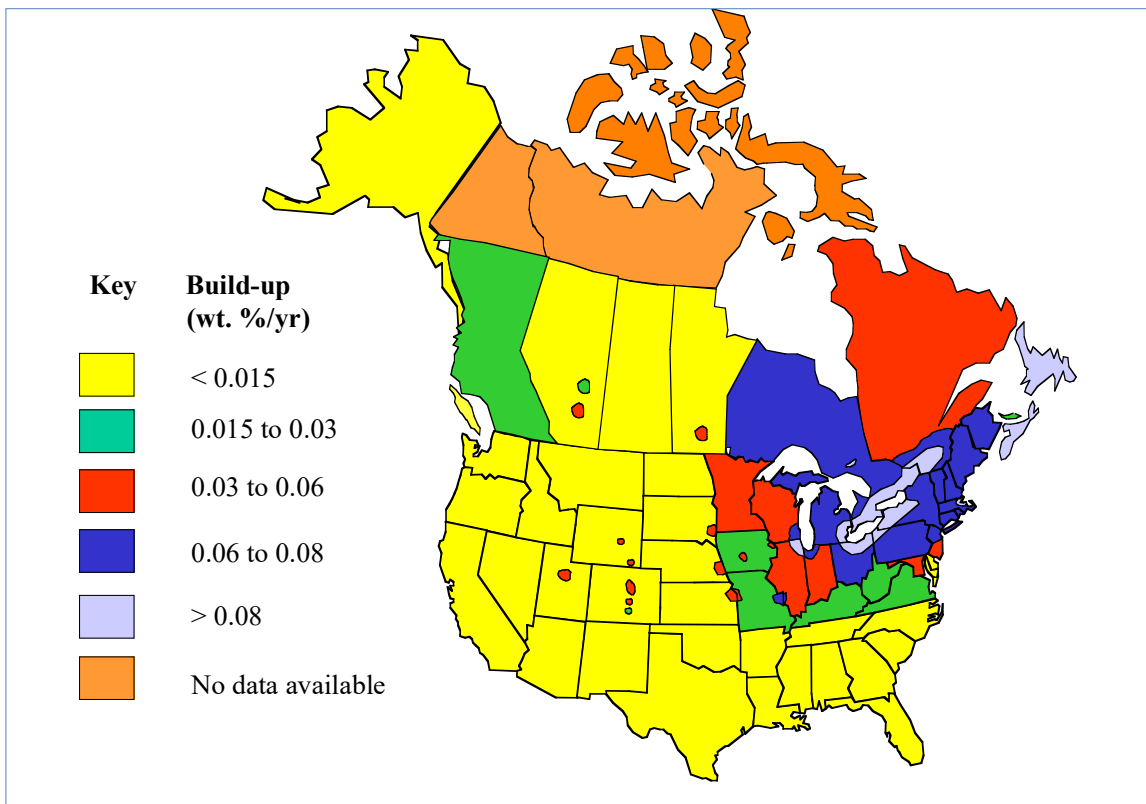 Key Build-up
(wt. %/yr)
< 0.015
0.015 to 0.03
0.03 to 0.06
0.06 to 0.08
> 0.08
No data available